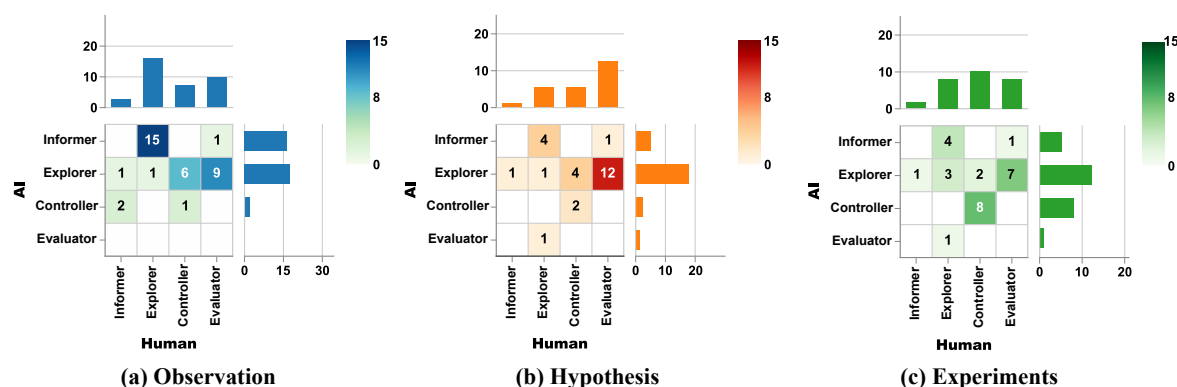 20
10
0
15
8
0
Informer 15 1
Explorer 1 1 6 9
Controller 2 1
Evaluator
AI
0 15 30
Informer Explorer Controller Evaluator
Human
(a) Observation
20
10
0
15
8
0
Informer 4 1
Explorer 1 1 4 12
Controller 2
Evaluator 1
AI
0 10 20
Informer Explorer Controller Evaluator
Human
(b) Hypothesis
20
10
0
15
8
0
Informer 4 1
Explorer 1 3 2 7
Controller 8
Evaluator 1
AI
0 10 20
Informer Explorer Controller Evaluator
Human
(c) Experiments